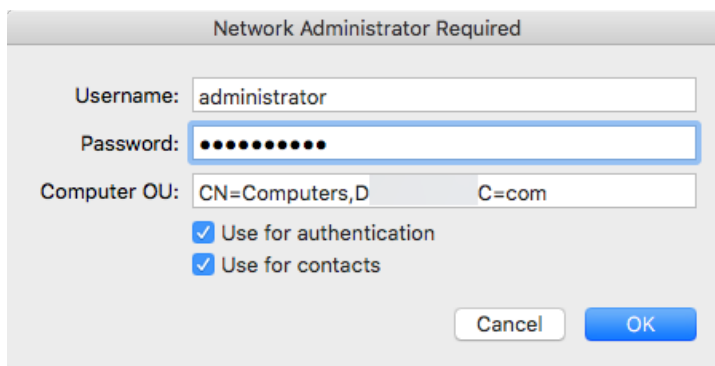 Network Administrator Required
Username: administrator
Password: ••••••••••
Computer OU: CN=Computers,D C=com
Use for authentication
Use for contacts
Cancel OK